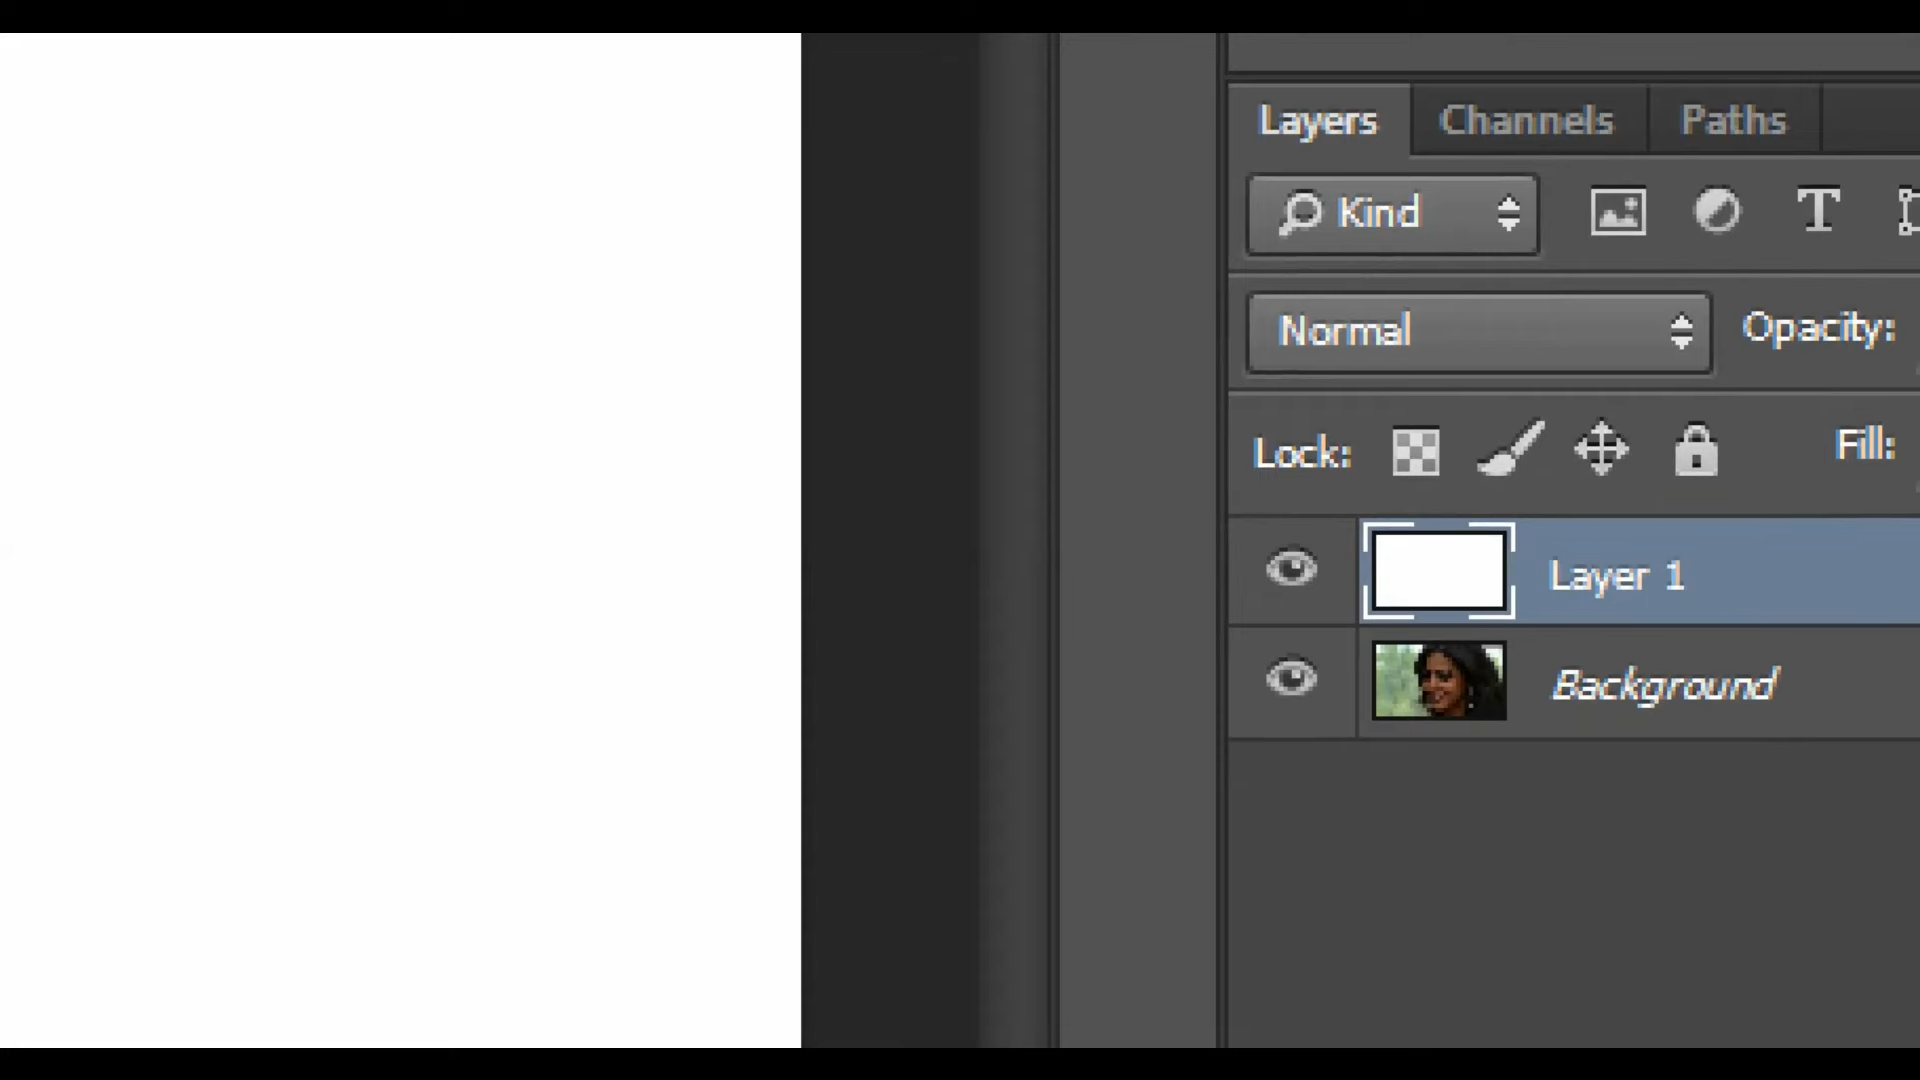 Layers Channels Paths
Kind
Normal Opacity:
Lock: Fill:
Layer 1
Background